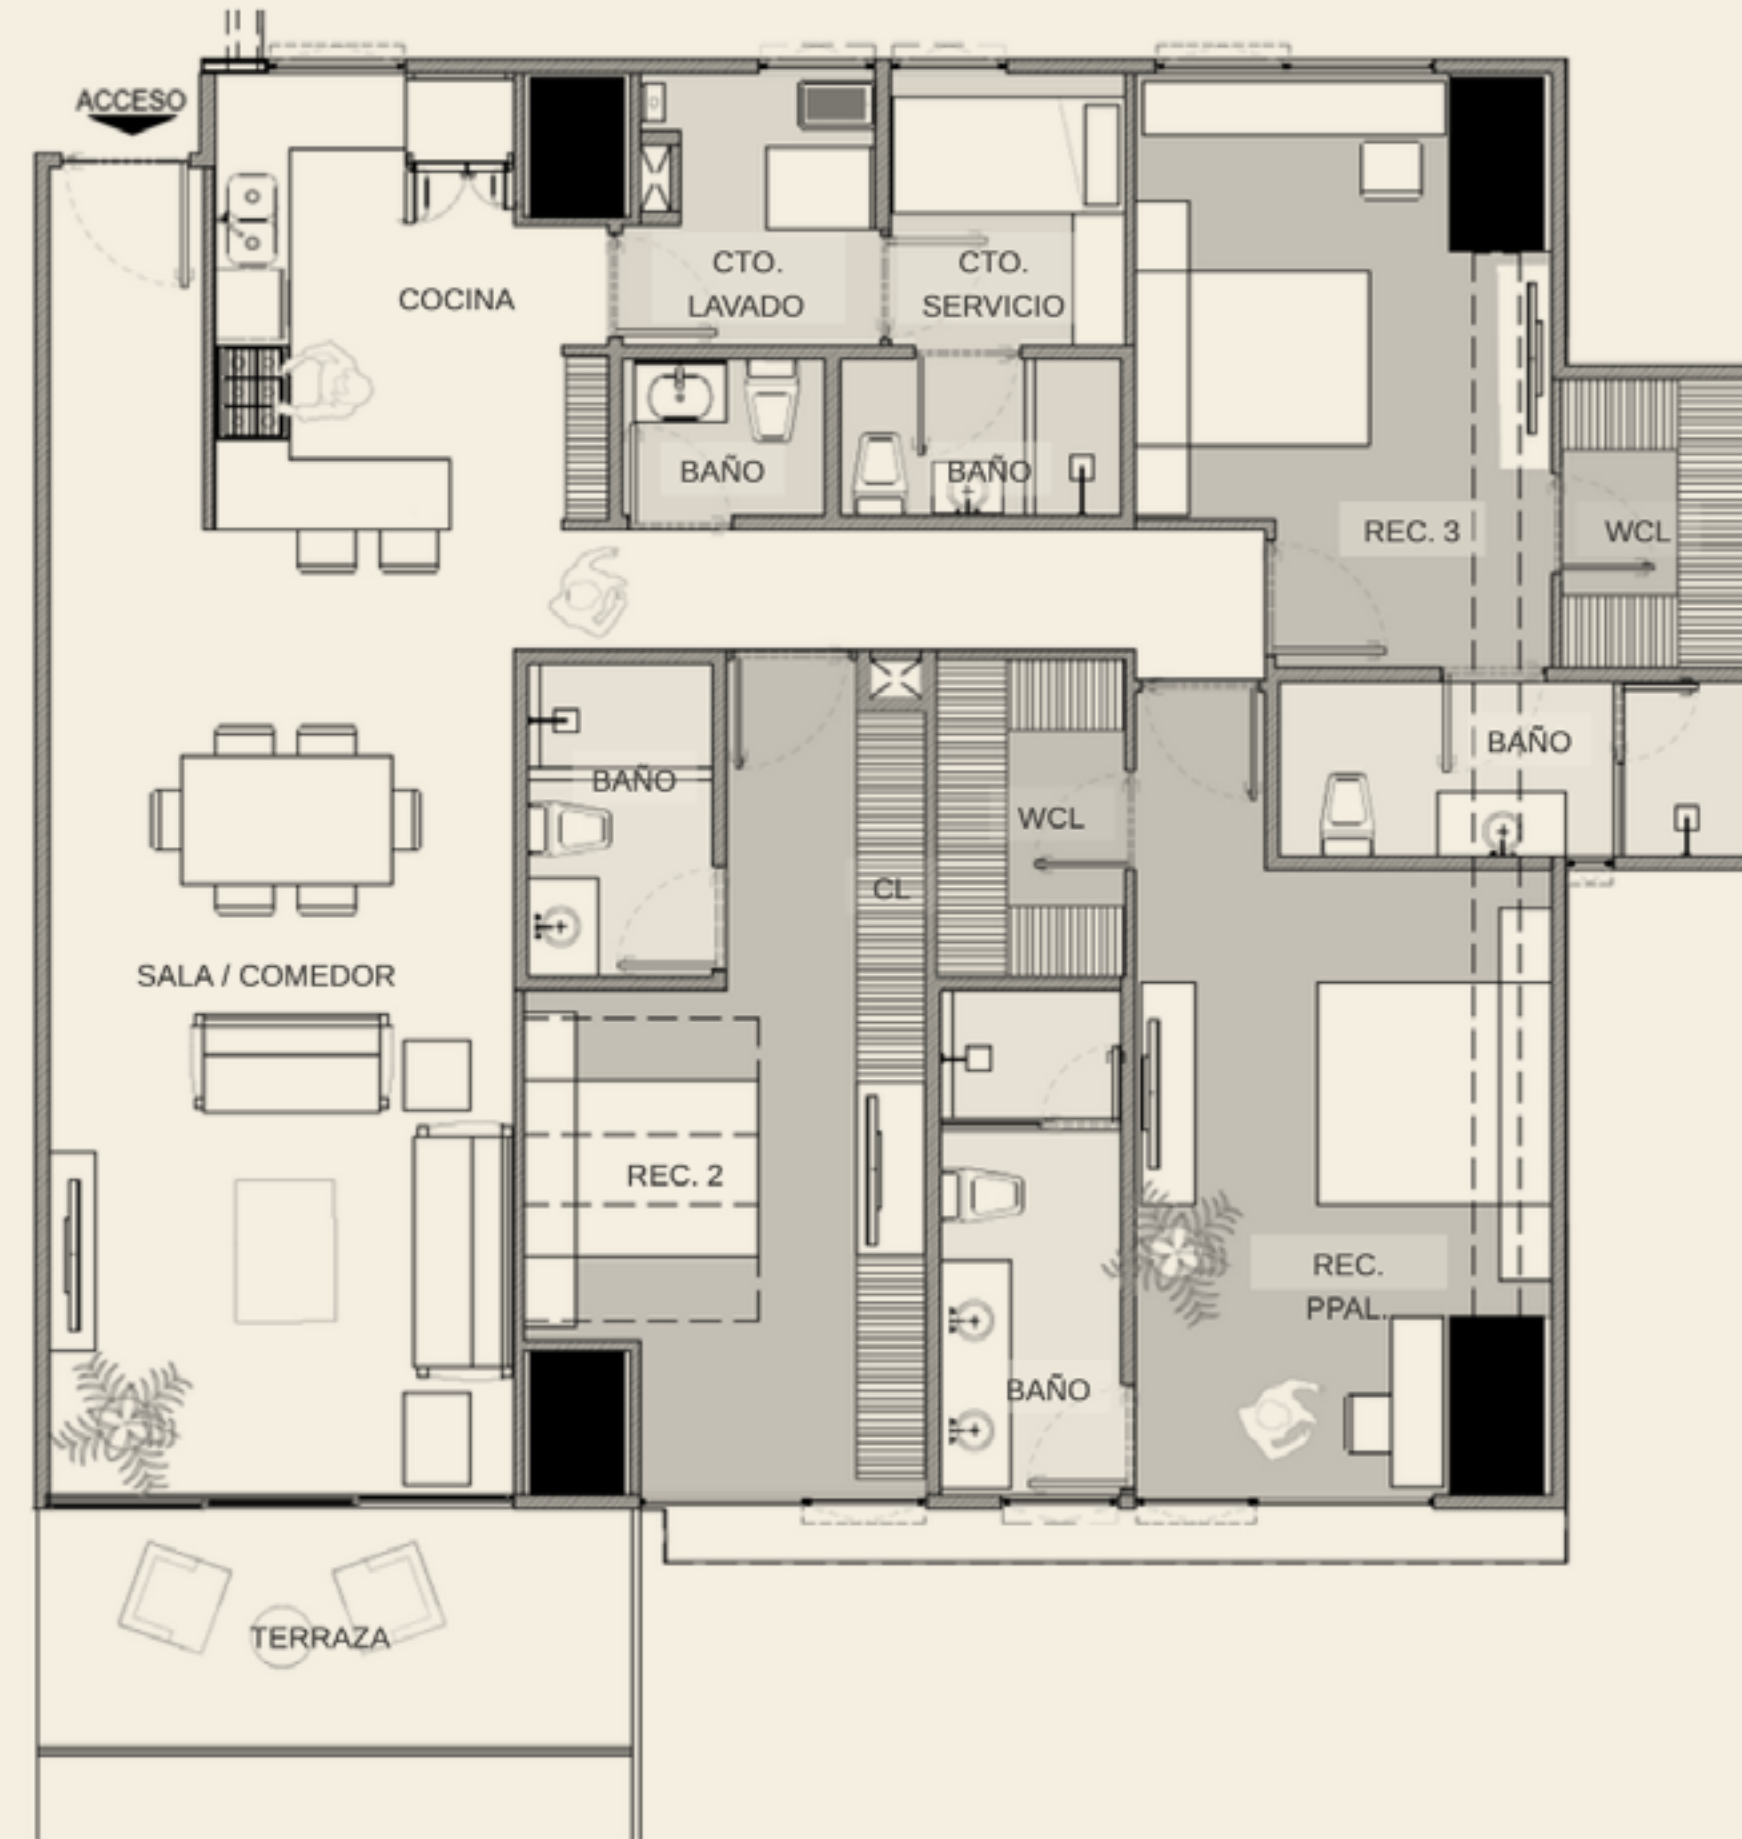 ACCESO
CTO.
LAVADO
CTO.
SERVICIO
COCINA
BAÑO
BAÑO
REC. 3
WCL
BAÑO
BAÑO
WCL
CL
SALA / COMEDOR
REC. 2
REC.
PPAL.
BAÑO
TERRAZA